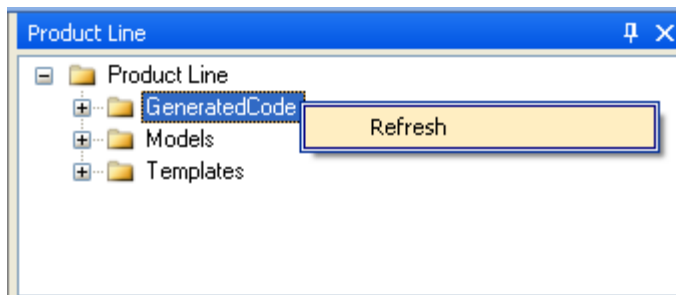 Product Line
Product Line
GeneratedCode
Refresh
Models
Templates